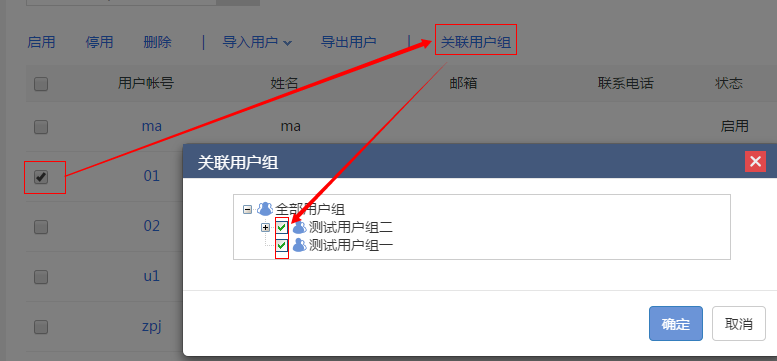 启用 停用 删除 | 导入用户 导出用户 | 关联用户组
用户帐号 姓名 邮箱 联系电话 状态
ma ma 启用
01
02
u1
zpj
关联用户组
全部用户组
测试用户组二
测试用户组一
确定 取消